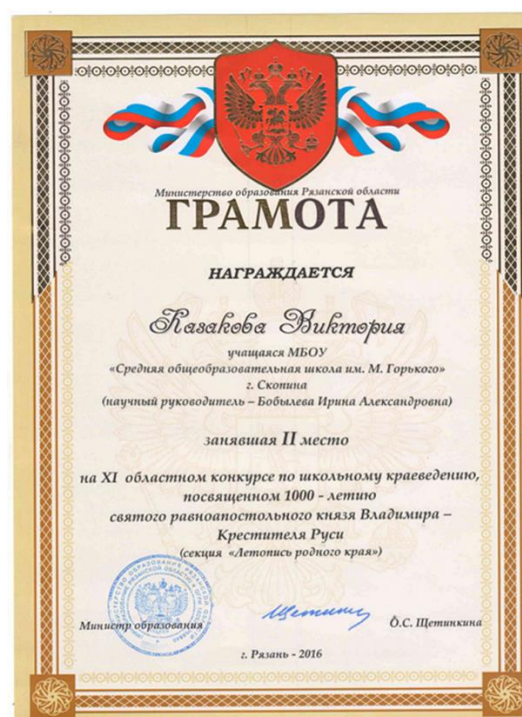 Министерство образования Рязанской области
ГРАМОТА
НАГРАЖДАЕТСЯ
Казакова Виктория
учащаяся МБОУ
«Средняя общеобразовательная школа им. М. Горького»
г. Скопина
(научный руководитель – Бобылева Ирина Александровна)
занявшая II место
на XI областном конкурсе по школьному краеведению,
посвященном 1000 - летию
святого равноапостольного князя Владимира –
Крестителя Руси
(секция «Летопись родного края»)
Министр образования
О.С. Щетинкина
г. Рязань - 2016